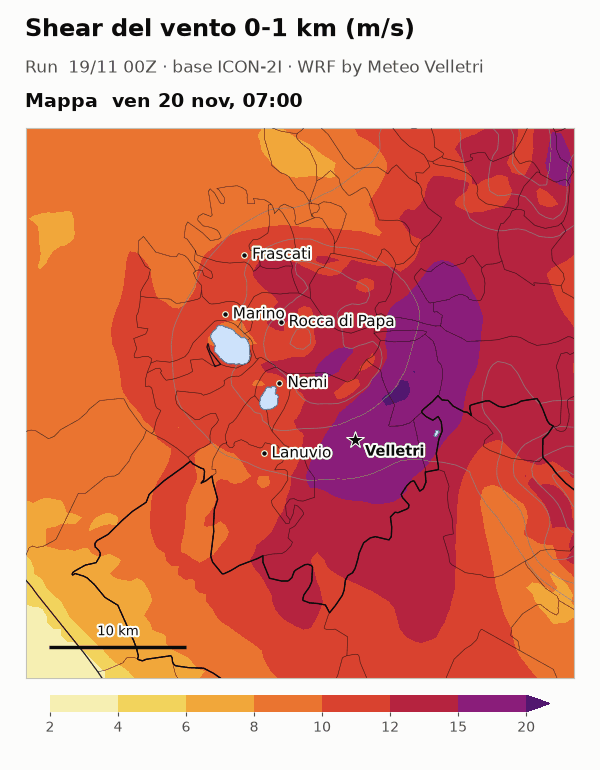 Shear del vento 0-1 km (m/s)
Run  19/11 00Z · base ICON-2I · WRF by Meteo Velletri
Mappa  ven 20 nov, 07:00
Frascati
Marino
Rocca di Papa
Nemi
Velletri
Lanuvio
10 km
2 4 6 8 10 12 15 20